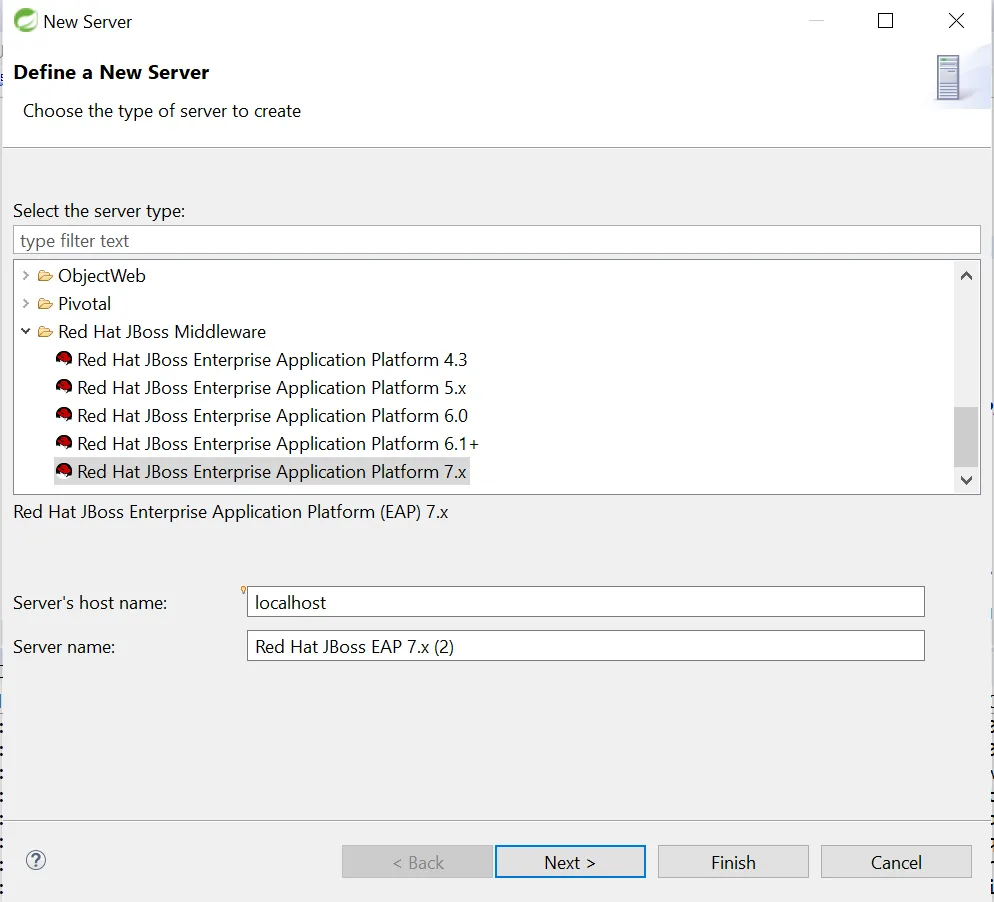 New Server
Define a New Server
Choose the type of server to create
Select the server type:
type filter text
ObjectWeb
Pivotal
Red Hat JBoss Middleware
Red Hat JBoss Enterprise Application Platform 4.3
Red Hat JBoss Enterprise Application Platform 5.x
Red Hat JBoss Enterprise Application Platform 6.0
Red Hat JBoss Enterprise Application Platform 6.1+
Red Hat JBoss Enterprise Application Platform 7.x
Red Hat JBoss Enterprise Application Platform (EAP) 7.x
Server's host name: localhost
Server name: Red Hat JBoss EAP 7.x (2)
? < Back Next > Finish Cancel